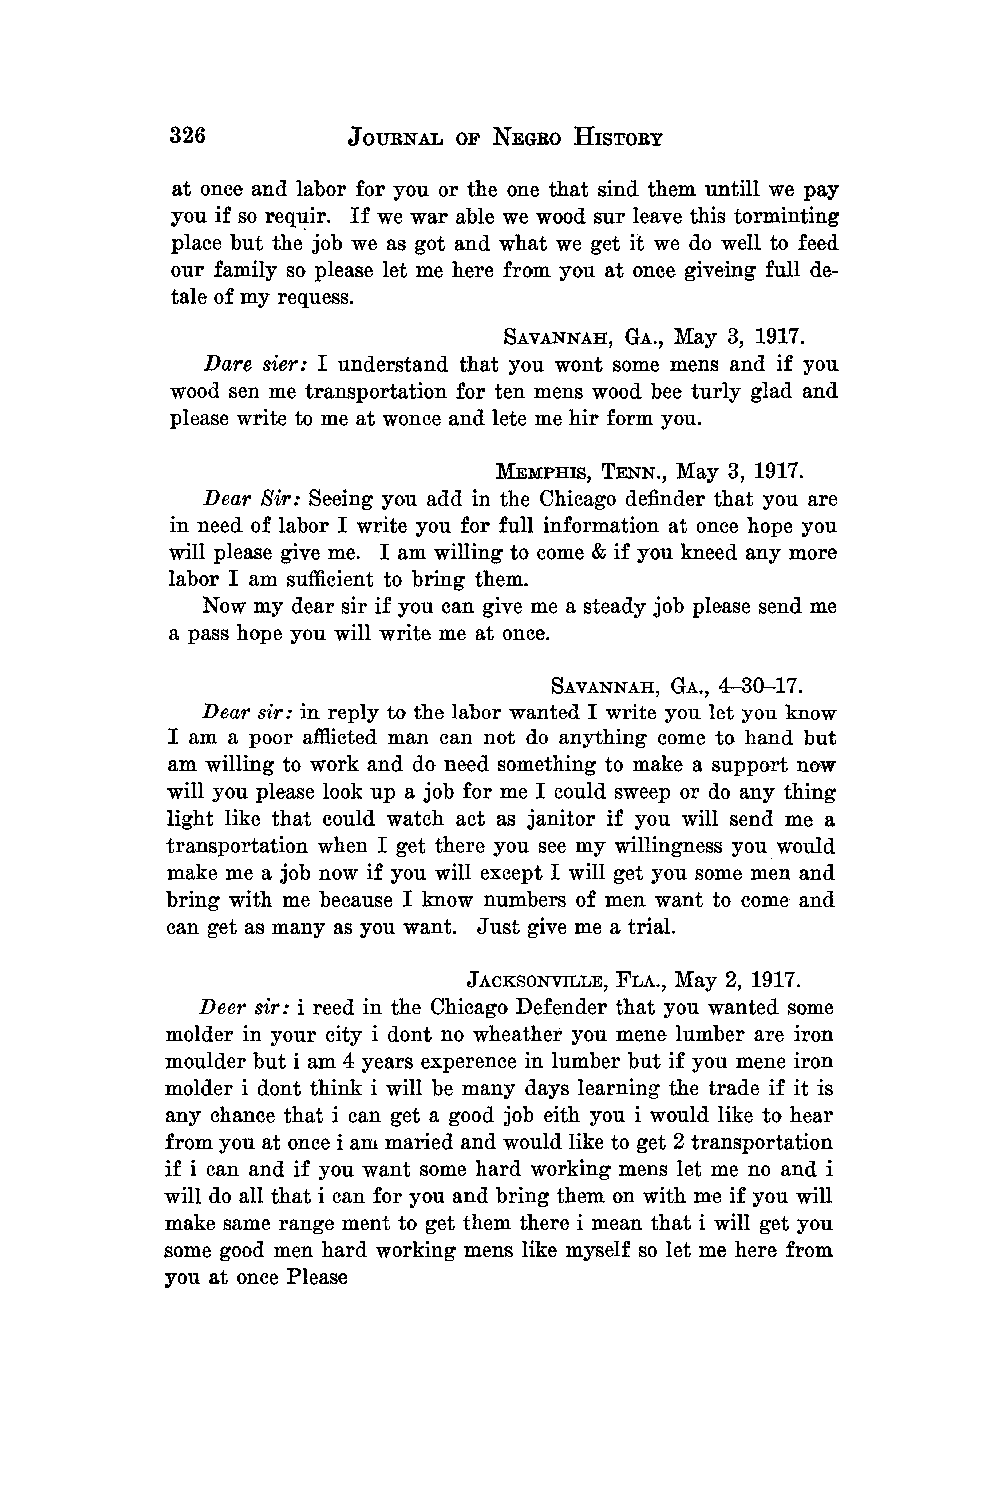 326 JOURNAL OF NEGRO HISTORY
at once and labor for you or the one that sind them untill we pay
you if so requir. If we war able we wood sur leave this torminting
place but the job we as got and what we get it we do well to feed
our family so please let me here from you at once giveing full de-
tale of my requess.
SAVANNAH, GA., May 3, 1917.
Dare sier: I understand that you wont some mens and if you
wood sen me transportation for ten mens wood bee turly glad and
please write to me at wonce and lete me hir form you.
MEMPHIS, TENN., May 3, 1917.
Dear Sir: Seeing you add in the Chicago definder that you are
in need of labor I write you for full information at once hope you
will please give me. I am willing to come & if you kneed any more
labor I am sufficient to bring them.
Now my dear sir if you can give me a steady job please send me
a pass hope you will write me at once.
SAVANNAH, GA., 4–30–17.
Dear sir: in reply to the labor wanted I write you let you know
I am a poor afflicted man can not do anything come to hand but
am willing to work and do need something to make a support now
will you please look up a job for me I could sweep or do any thing
light like that could watch act as janitor if you will send me a
transportation when I get there you see my willingness you would
make me a job now if you will except I will get you some men and
bring with me because I know numbers of men want to come and
can get as many as you want. Just give me a trial.
JACKSONVILLE, FLA., May 2, 1917.
Deer sir: i reed in the Chicago Defender that you wanted some
molder in your city i dont no wheather you mene lumber are iron
moulder but i am 4 years experence in lumber but if you mene iron
molder i dont think i will be many days learning the trade if it is
any chance that i can get a good job eith you i would like to hear
from you at once i am maried and would like to get 2 transportation
if i can and if you want some hard working mens let me no and i
will do all that i can for you and bring them on with me if you will
make same range ment to get them there i mean that i will get you
some good men hard working mens like myself so let me here from
you at once Please